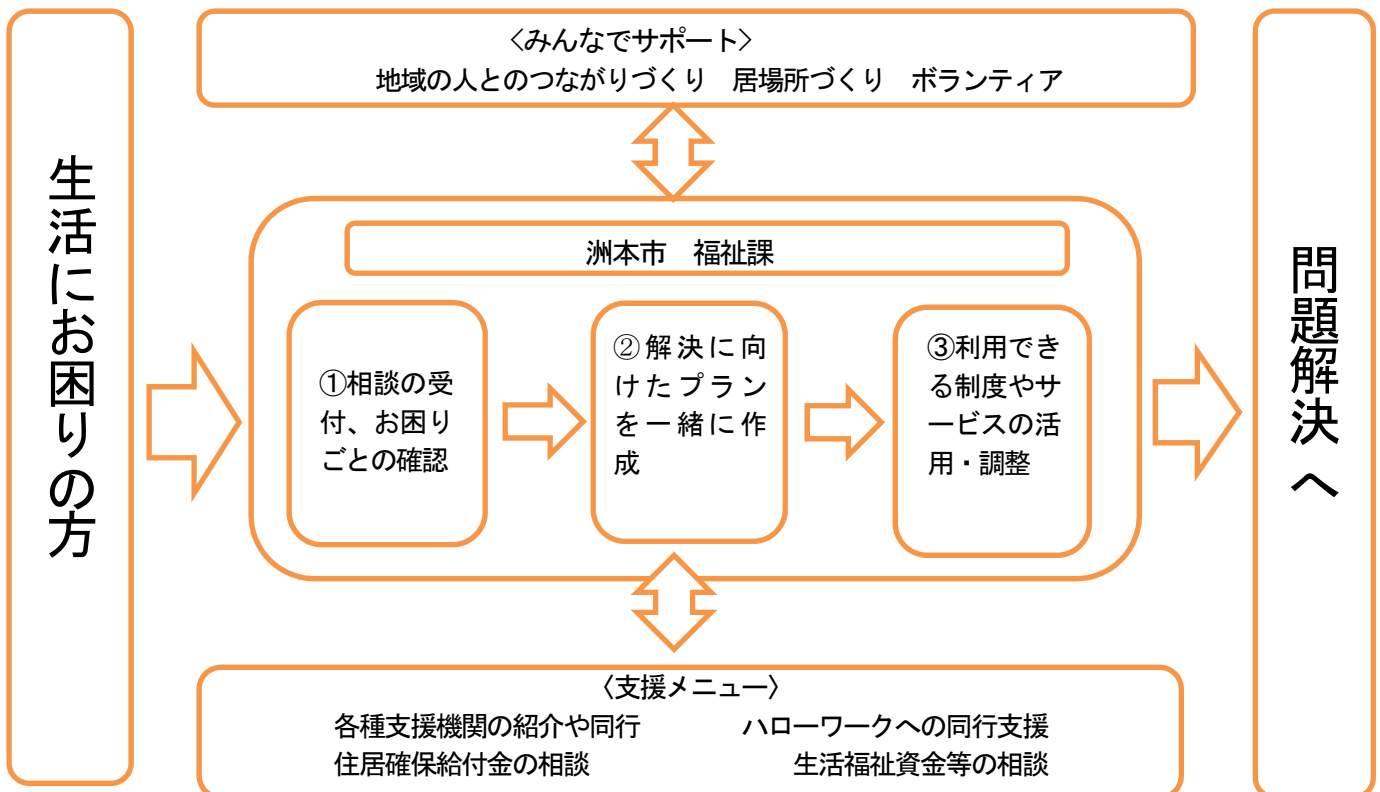 生活にお困りの方
〈みんなでサポート〉
地域の人とのつながりづくり　居場所づくり　ボランティア
洲本市　福祉課
①相談の受
付、お困り
ごとの確認
②解決に向
けたプラン
を一緒に作
成
③利用でき
る制度やサ
ービスの活
用・調整
〈支援メニュー〉
各種支援機関の紹介や同行　ハローワークへの同行支援
住居確保給付金の相談　生活福祉資金等の相談
問題解決へ